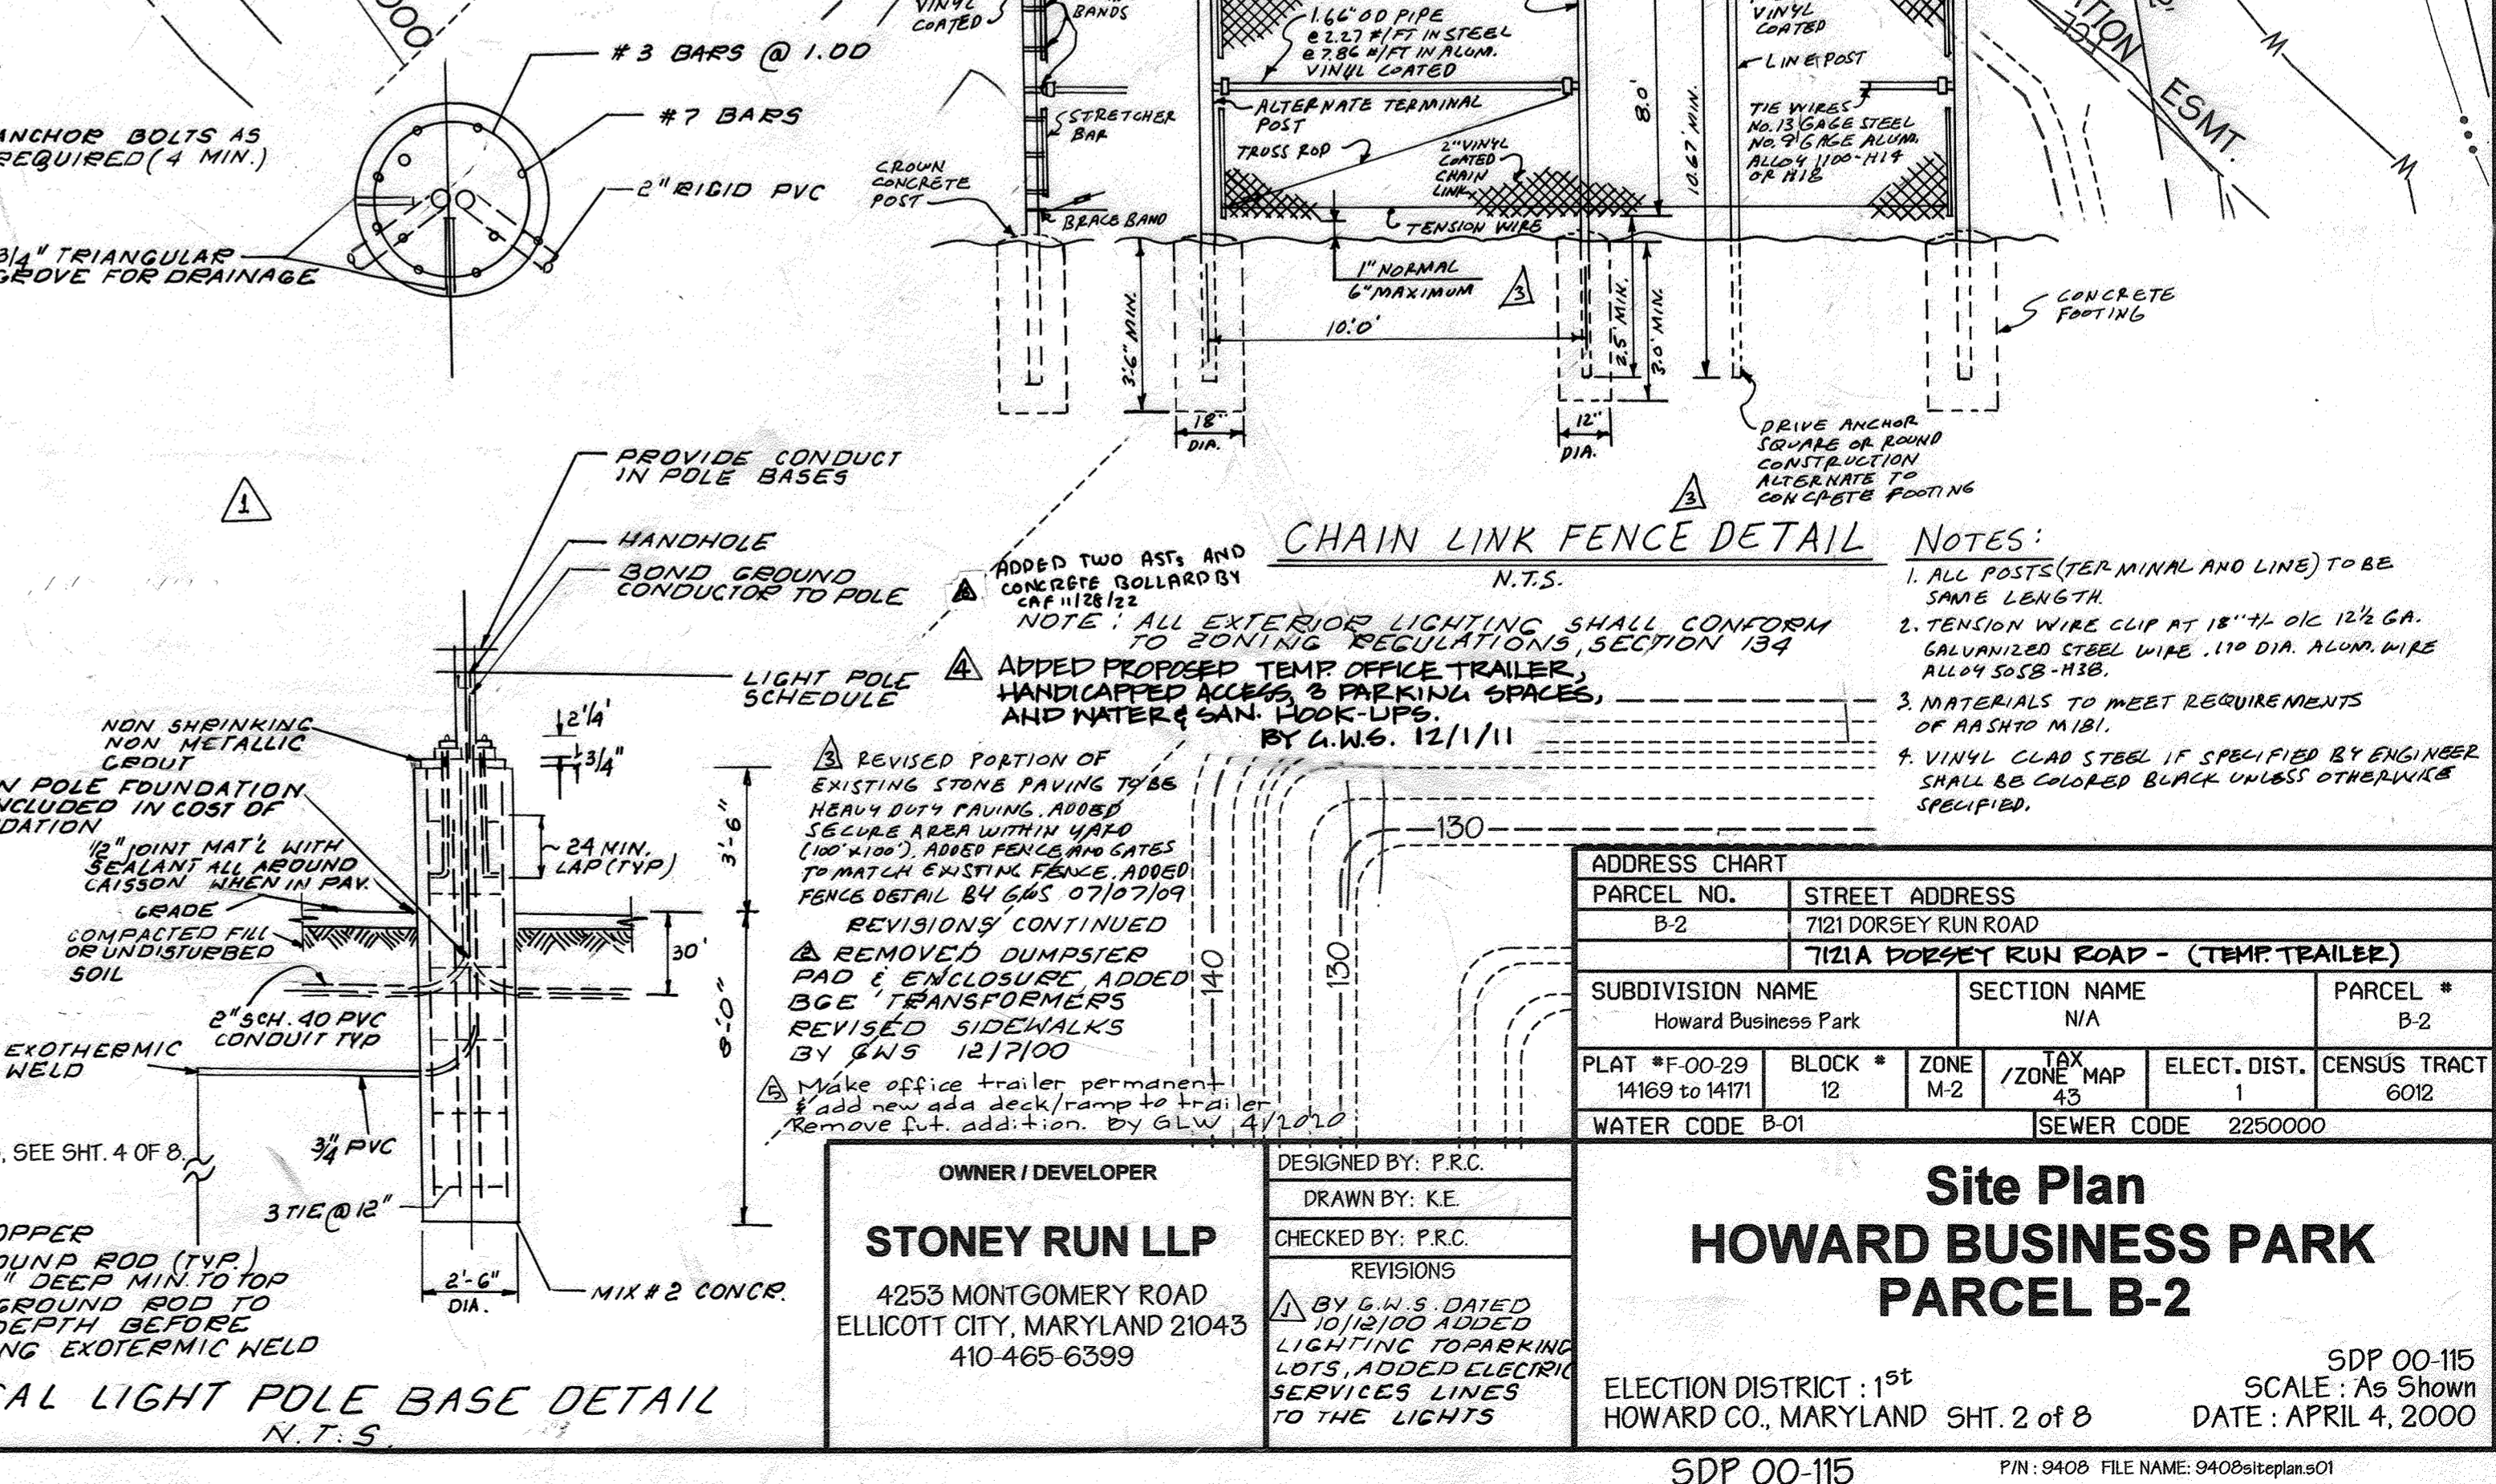 000
#3 BARS @ 1.0D
#7 BARS
ANCHOR BOLTS AS
REQUIRED (4 MIN.)
2" RIGID PVC
3/4" TRIANGULAR
GROVE FOR DRAINAGE
VINYL
COATED
BANDS
STRETCHER
BAR
CROWN
CONCRETE
POST
BRACE BAND
1.66" OD PIPE
@ 2.27 #/FT IN STEEL
@ 7.86 #/FT IN ALUM.
VINYL COATED
ALTERNATE TERMINAL
POST
TRUSS ROD
2" VINYL
COATED
CHAIN
LINK
TENSION WIRE
1" NORMAL
6" MAXIMUM
3
10'.0'
3'-6" MIN.
18"
DIA.
12"
DIA.
2.5' MIN.
3.0' MIN.
8.0'
10.67' MIN.
VINYL
COATED
LINE POST
TIE WIRES
No. 13 GAGE STEEL
No. 9 GAGE ALUM.
ALLOY 1100-H14
OR H18
CONCRETE
FOOTING
DRIVE ANCHOR
SQUARE OR ROUND
CONSTRUCTION
ALTERNATE TO
CONCRETE FOOTING
3
ESMT.
M
M
CHAIN LINK FENCE DETAIL
N.T.S.
NOTES:
1. ALL POSTS (TERMINAL AND LINE) TO BE
SAME LENGTH.
2. TENSION WIRE CLIP AT 18" +/- O/C 12½ GA.
GALVANIZED STEEL WIRE .170 DIA. ALUM. WIRE
ALLOY 5058-H38.
3. MATERIALS TO MEET REQUIREMENTS
OF AASHTO M181.
4. VINYL CLAD STEEL IF SPECIFIED BY ENGINEER
SHALL BE COLORED BLACK UNLESS OTHERWISE
SPECIFIED.
1
PROVIDE CONDUCT
IN POLE BASES
HANDHOLE
BOND GROUND
CONDUCTOR TO POLE
LIGHT POLE
SCHEDULE
NON SHRINKING
NON METALLIC
GROUT
2¼"
3/4"
N POLE FOUNDATION
NCLUDED IN COST OF
DATION
1/2" JOINT MAT'L WITH
SEALANT ALL AROUND
CAISSON WHEN IN PAV.
24 MIN.
LAP (TYP)
GRADE
COMPACTED FILL
OR UNDISTURBED
SOIL
3'-6"
30'
8'-0"
2" SCH. 40 PVC
CONDUIT TYP
EXOTHERMIC
WELD
3/4" PVC
, SEE SHT. 4 OF 8.
3 TIE @ 12"
OPPER
OUND ROD (TYP.)
" DEEP MIN. TO TOP
GROUND ROD TO
DEPTH BEFORE
NG EXOTERMIC WELD
2'-6"
DIA.
MIX #2 CONCR.
AL LIGHT POLE BASE DETAIL
N.T.S.
ADDED TWO ASTs AND
CONCRETE BOLLARD BY
CAF 11/28/22
NOTE: ALL EXTERIOR LIGHTING SHALL CONFORM
TO ZONING REGULATIONS, SECTION 134
4 ADDED PROPOSED TEMP. OFFICE TRAILER,
HANDICAPPED ACCESS, 3 PARKING SPACES,
AND WATER & SAN. HOOK-UPS.
BY G.W.S. 12/1/11
3 REVISED PORTION OF
EXISTING STONE PAVING TO BE
HEAVY DUTY PAVING. ADDED
SECURE AREA WITHIN YARD
(100'x100'). ADDED FENCE AND GATES
TO MATCH EXISTING FENCE. ADDED
FENCE DETAIL BY GWS 07/07/09
REVISIONS CONTINUED
2 REMOVED DUMPSTER
PAD & ENCLOSURE, ADDED
BGE TRANSFORMERS
REVISED SIDEWALKS
BY GWS 12/7/00
5 Make office trailer permanent
& add new ada deck/ramp to trailer
Remove fut. addition. By GLW 4/2020
130
140
130
ADDRESS CHART
PARCEL NO. STREET ADDRESS
B-2 7121 DORSEY RUN ROAD
7121A DORSEY RUN ROAD - (TEMP. TRAILER)
SUBDIVISION NAME SECTION NAME PARCEL #
Howard Business Park N/A B-2
PLAT #F-00-29 BLOCK # ZONE TAX/ZONE MAP ELECT. DIST. CENSUS TRACT
14169 to 14171 12 M-2 43 1 6012
WATER CODE B-01 SEWER CODE 2250000
OWNER / DEVELOPER
STONEY RUN LLP
4253 MONTGOMERY ROAD
ELLICOTT CITY, MARYLAND 21043
410-465-6399
DESIGNED BY: P.R.C.
DRAWN BY: K.E.
CHECKED BY: P.R.C.
REVISIONS
1 BY G.W.S. DATED
10/12/00 ADDED
LIGHTING TO PARKING
LOTS, ADDED ELECTRIC
SERVICES LINES
TO THE LIGHTS
Site Plan
HOWARD BUSINESS PARK
PARCEL B-2
SDP 00-115
ELECTION DISTRICT : 1st SCALE : As Shown
HOWARD CO., MARYLAND SHT. 2 of 8 DATE : APRIL 4, 2000
SDP 00-115 P/N : 9408 FILE NAME: 9408siteplan.s01